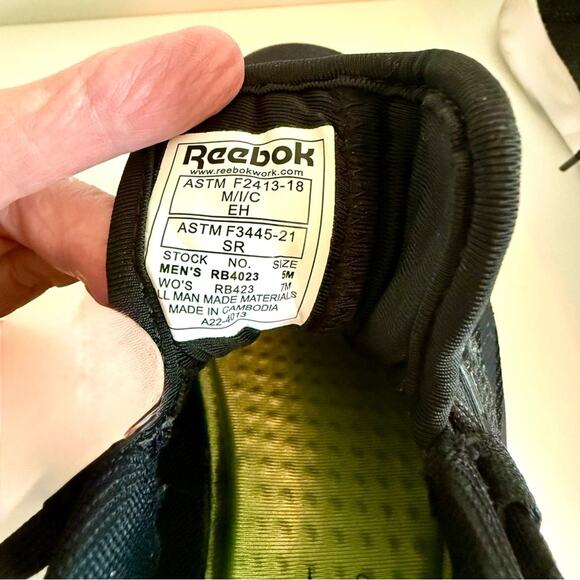 Reebok
www.reebokwork.com
ASTM F2413-18
M/I/C
EH
ASTM F3445-21
SR
STOCK NO. SIZE
MEN'S RB4023 5M
WO'S RB423 7M
LL MAN MADE MATERIALS
MADE IN CAMBODIA
A22-4013